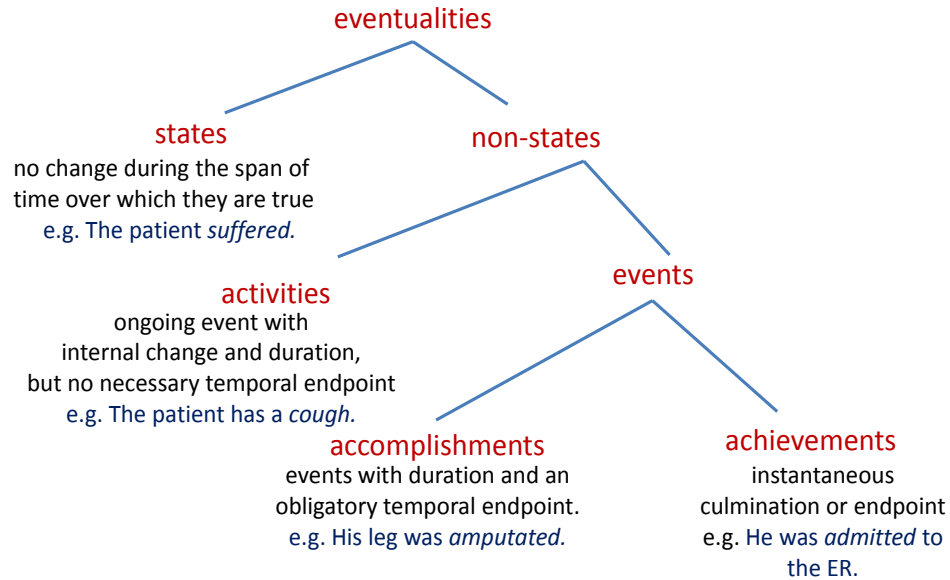 eventualities
states
no change during the span of
time over which they are true
e.g. The patient suffered.
non-states
activities
ongoing event with
internal change and duration,
but no necessary temporal endpoint
e.g. The patient has a cough.
events
accomplishments
events with duration and an
obligatory temporal endpoint.
e.g. His leg was amputated.
achievements
instantaneous
culmination or endpoint
e.g. He was admitted to
the ER.